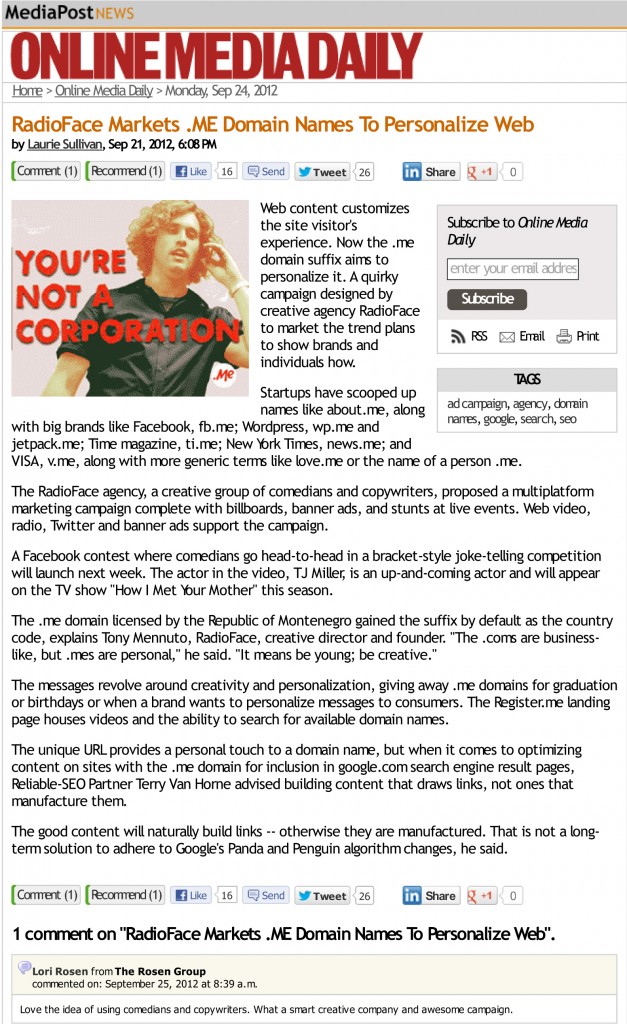 MediaPost NEWS
ONLINE MEDIA DAILY
Home > Online Media Daily > Monday, Sep 24, 2012
RadioFace Markets .ME Domain Names To Personalize Web
by Laurie Sullivan, Sep 21, 2012, 6:08 PM
Comment (1) Recommend (1) Like 16 Send Tweet 26 Share +1 0
YOU'RE
NOT A
CORPORATION
.Me
Web content customizes
the site visitor's
experience. Now the .me
domain suffix aims to
personalize it. A quirky
campaign designed by
creative agency RadioFace
to market the trend plans
to show brands and
individuals how.
Startups have scooped up
names like about.me, along
with big brands like Facebook, fb.me; Wordpress, wp.me and
jetpack.me; Time magazine, ti.me; New York Times, news.me; and
VISA, v.me, along with more generic terms like love.me or the name of a person .me.
Subscribe to Online Media
Daily
enter your email addres
Subscribe
RSS Email Print
TAGS
ad campaign, agency, domain
names, google, search, seo
The RadioFace agency, a creative group of comedians and copywriters, proposed a multiplatform
marketing campaign complete with billboards, banner ads, and stunts at live events. Web video,
radio, Twitter and banner ads support the campaign.
A Facebook contest where comedians go head-to-head in a bracket-style joke-telling competition
will launch next week. The actor in the video, TJ Miller, is an up-and-coming actor and will appear
on the TV show "How I Met Your Mother" this season.
The .me domain licensed by the Republic of Montenegro gained the suffix by default as the country
code, explains Tony Mennuto, RadioFace, creative director and founder. "The .coms are business-
like, but .mes are personal," he said. "It means be young; be creative."
The messages revolve around creativity and personalization, giving away .me domains for graduation
or birthdays or when a brand wants to personalize messages to consumers. The Register.me landing
page houses videos and the ability to search for available domain names.
The unique URL provides a personal touch to a domain name, but when it comes to optimizing
content on sites with the .me domain for inclusion in google.com search engine result pages,
Reliable-SEO Partner Terry Van Horne advised building content that draws links, not ones that
manufacture them.
The good content will naturally build links -- otherwise they are manufactured. That is not a long-
term solution to adhere to Google's Panda and Penguin algorithm changes, he said.
Comment (1) Recommend (1) Like 16 Send Tweet 26 Share +1 0
1 comment on "RadioFace Markets .ME Domain Names To Personalize Web".
Lori Rosen from The Rosen Group
commented on: September 25, 2012 at 8:39 a.m.
Love the idea of using comedians and copywriters. What a smart creative company and awesome campaign.